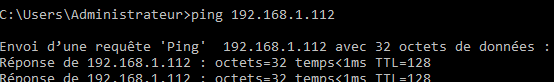 C:\Users\Administrateur>ping 192.168.1.112
Envoi d'une requête 'Ping'  192.168.1.112 avec 32 octets de données :
Réponse de 192.168.1.112 : octets=32 temps<1ms TTL=128
Réponse de 192.168.1.112 : octets=32 temps<1ms TTL=128